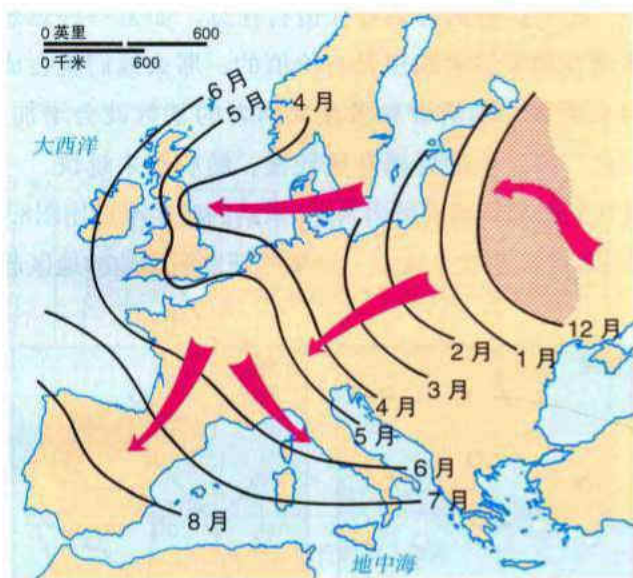 0 英里 600
0 千米 600
6 月
5 月
4 月
大西洋
12 月
1 月
2 月
3 月
4 月
5 月
6 月
7 月
8 月
地中海